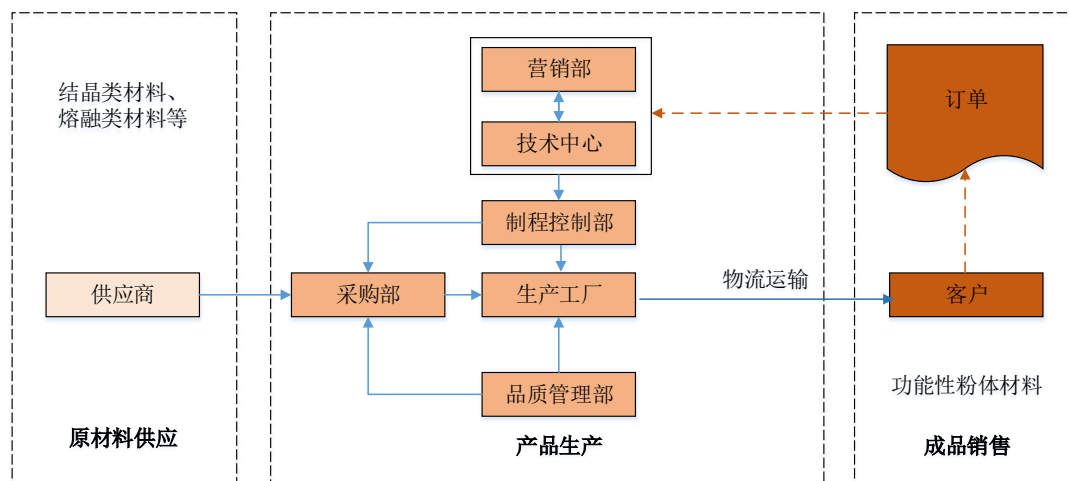 结晶类材料、
熔融类材料等
供应商
原材料供应
营销部
技术中心
制程控制部
采购部
生产工厂
品质管理部
产品生产
物流运输
订单
客户
功能性粉体材料
成品销售